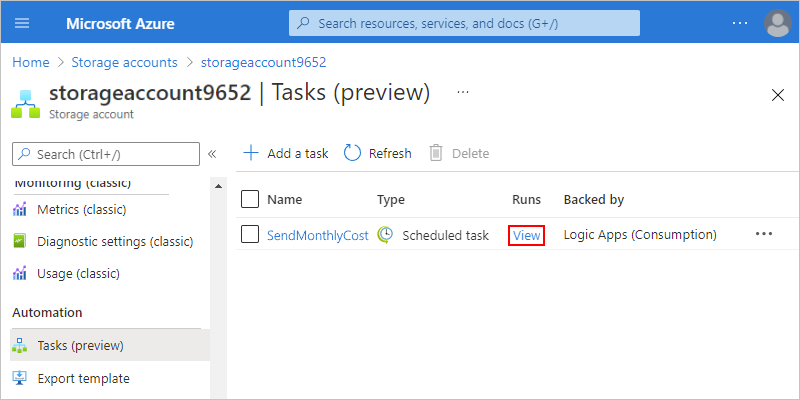 Microsoft Azure
Search resources, services, and docs (G+/)
...
Home > Storage accounts > storageaccount9652
storageaccount9652 | Tasks (preview) ...
Storage account
Search (Ctrl+/) «
+ Add a task Refresh Delete
Monitoring (classic)
Metrics (classic)
Diagnostic settings (classic)
Usage (classic)
Automation
Tasks (preview)
Export template
Name Type Runs Backed by
SendMonthlyCost Scheduled task View Logic Apps (Consumption) ...